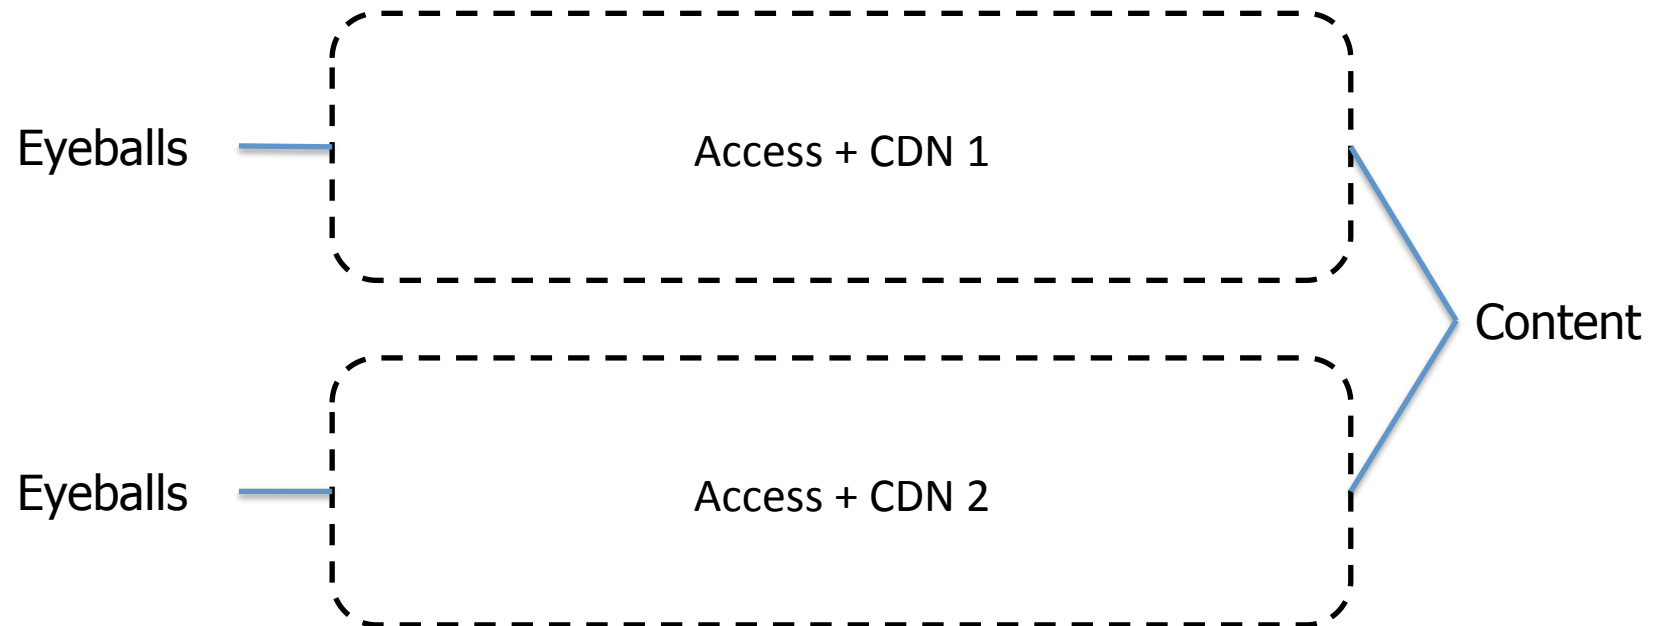 Eyeballs
Access + CDN 1
Content
Eyeballs
Access + CDN 2